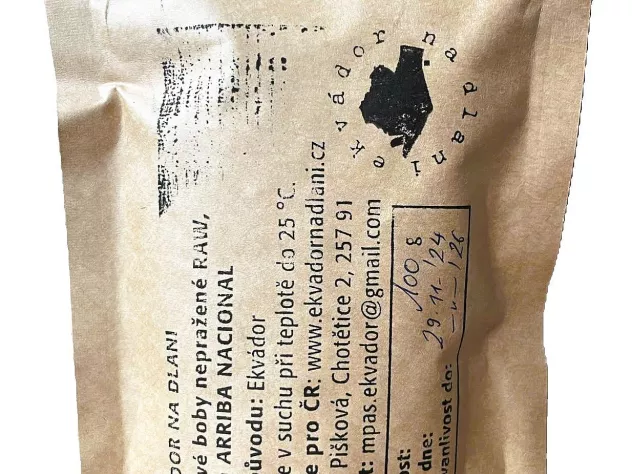 ekvádor na dlani
DOR NA DLANI
vé boby nepražené RAW,
ARRIBA NACIONAL
ůvodu: Ekvádor
e v suchu při teplotě do 25 °C.
e pro ČR: www.ekvadornadlani.cz
Pišková, Chotětice 2, 257 91
t: mpas.ekvador@gmail.com
ost: 100 g
dne: 29.11.'24
vanlivost do: —〃— /26